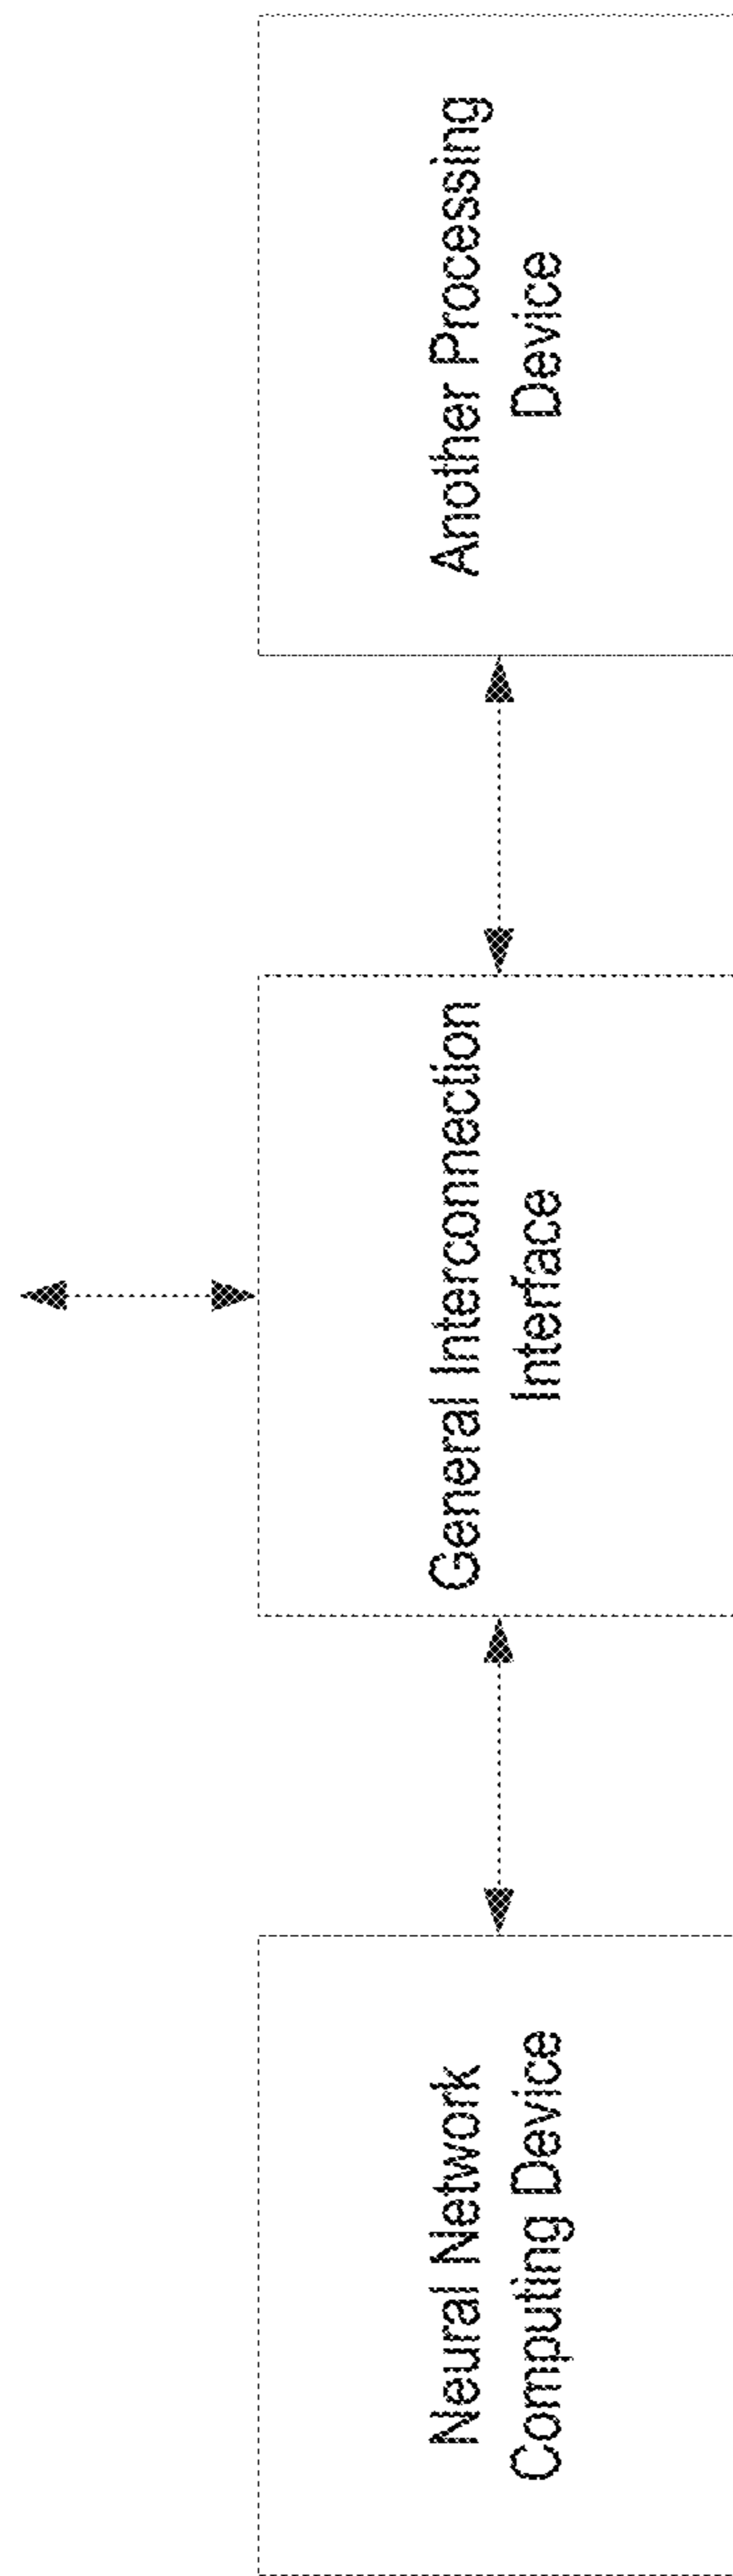 Neural Network
Computing Device
General Interconnection
Interface
Another Processing
Device